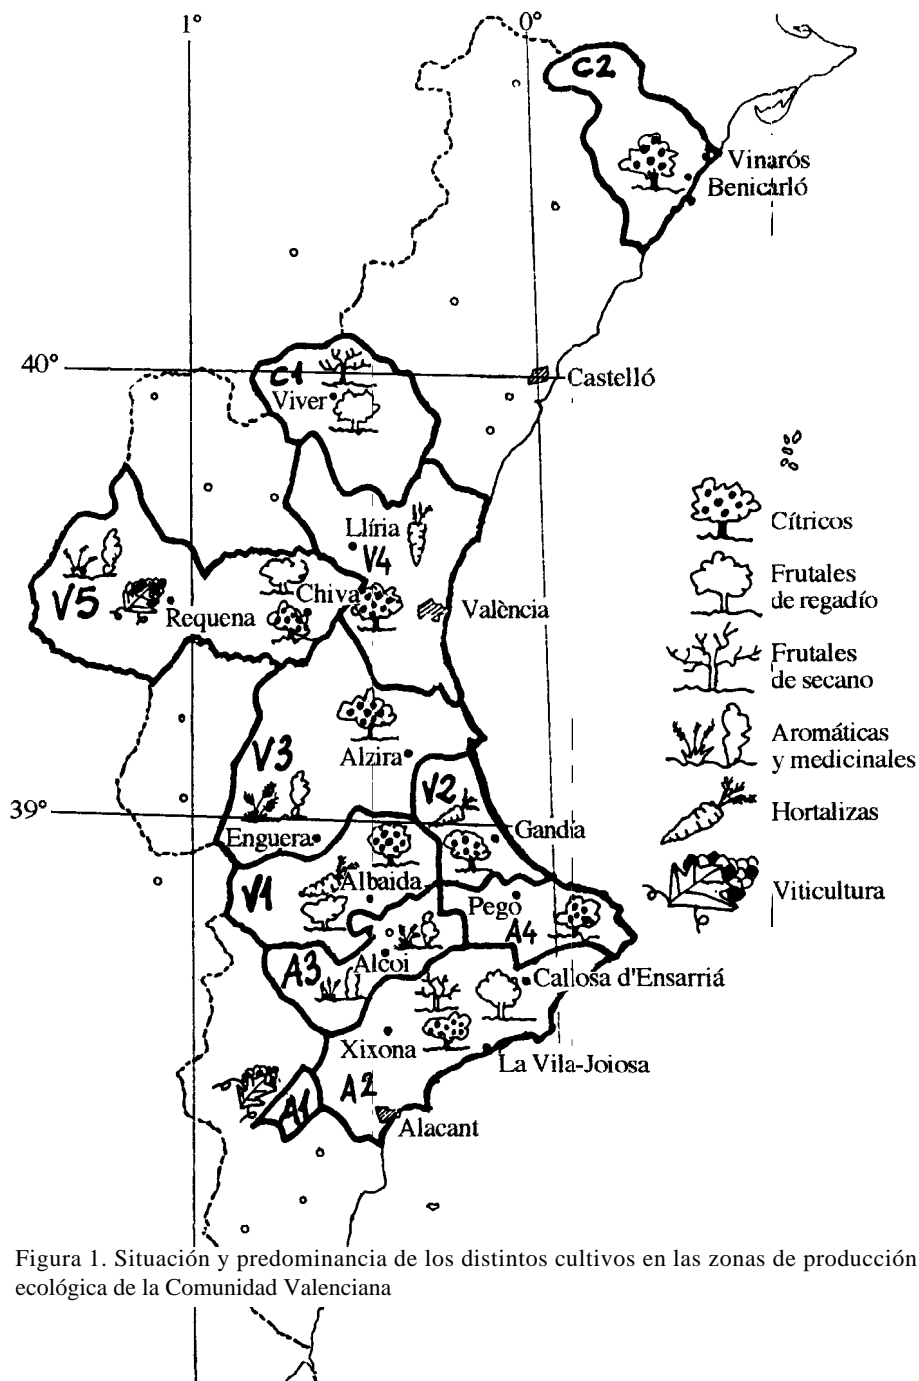 1° 0°
C2
Vinarós
Benicarló
40°
C1
Castelló
Viver
Llíria
V4
Cítricos
Frutales
de regadío
V5
Chiva
Requena
València
Frutales
de secano
Aromáticas
y medicinales
V3
Alzira
V2
Hortalizas
39°
Enguera
Gandía
V1
Albaida
Pego
Viticultura
A4
A3
Alcoi
Callosa d'Ensarriá
Xixona
La Vila-Joiosa
A2
A1
Alacant
Figura 1. Situación y predominancia de los distintos cultivos en las zonas de producción
ecológica de la Comunidad Valenciana